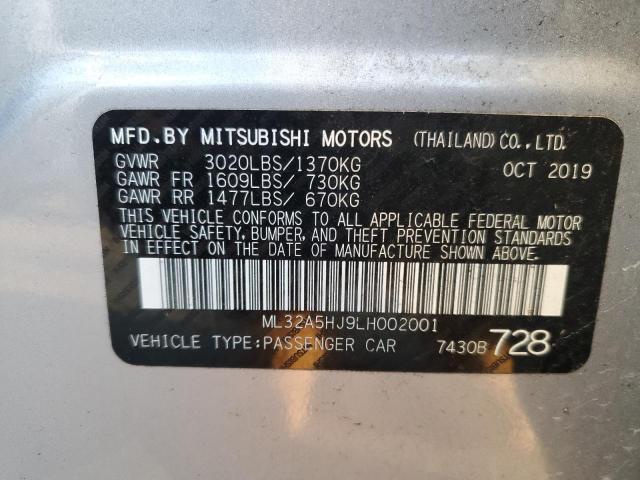 MFD.BY MITSUBISHI MOTORS (THAILAND)CO.,LTD.
GVWR 3020LBS/1370KG OCT 2019
GAWR FR 1609LBS/ 730KG
GAWR RR 1477LBS/ 670KG
THIS VEHICLE CONFORMS TO ALL APPLICABLE FEDERAL MOTOR
VEHICLE SAFETY, BUMPER, AND THEFT PREVENTION STANDARDS
IN EFFECT ON THE DATE OF MANUFACTURE SHOWN ABOVE.
ML32A5HJ9LH002001
VEHICLE TYPE:PASSENGER CAR 7430B 728